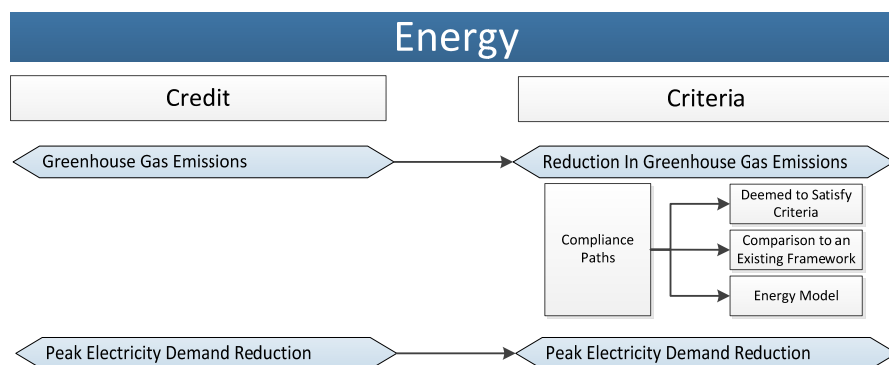 Energy
Credit
Criteria
Greenhouse Gas Emissions
Reduction In Greenhouse Gas Emissions
Compliance
Paths
Deemed to Satisfy
Criteria
Comparison to an
Existing Framework
Energy Model
Peak Electricity Demand Reduction
Peak Electricity Demand Reduction